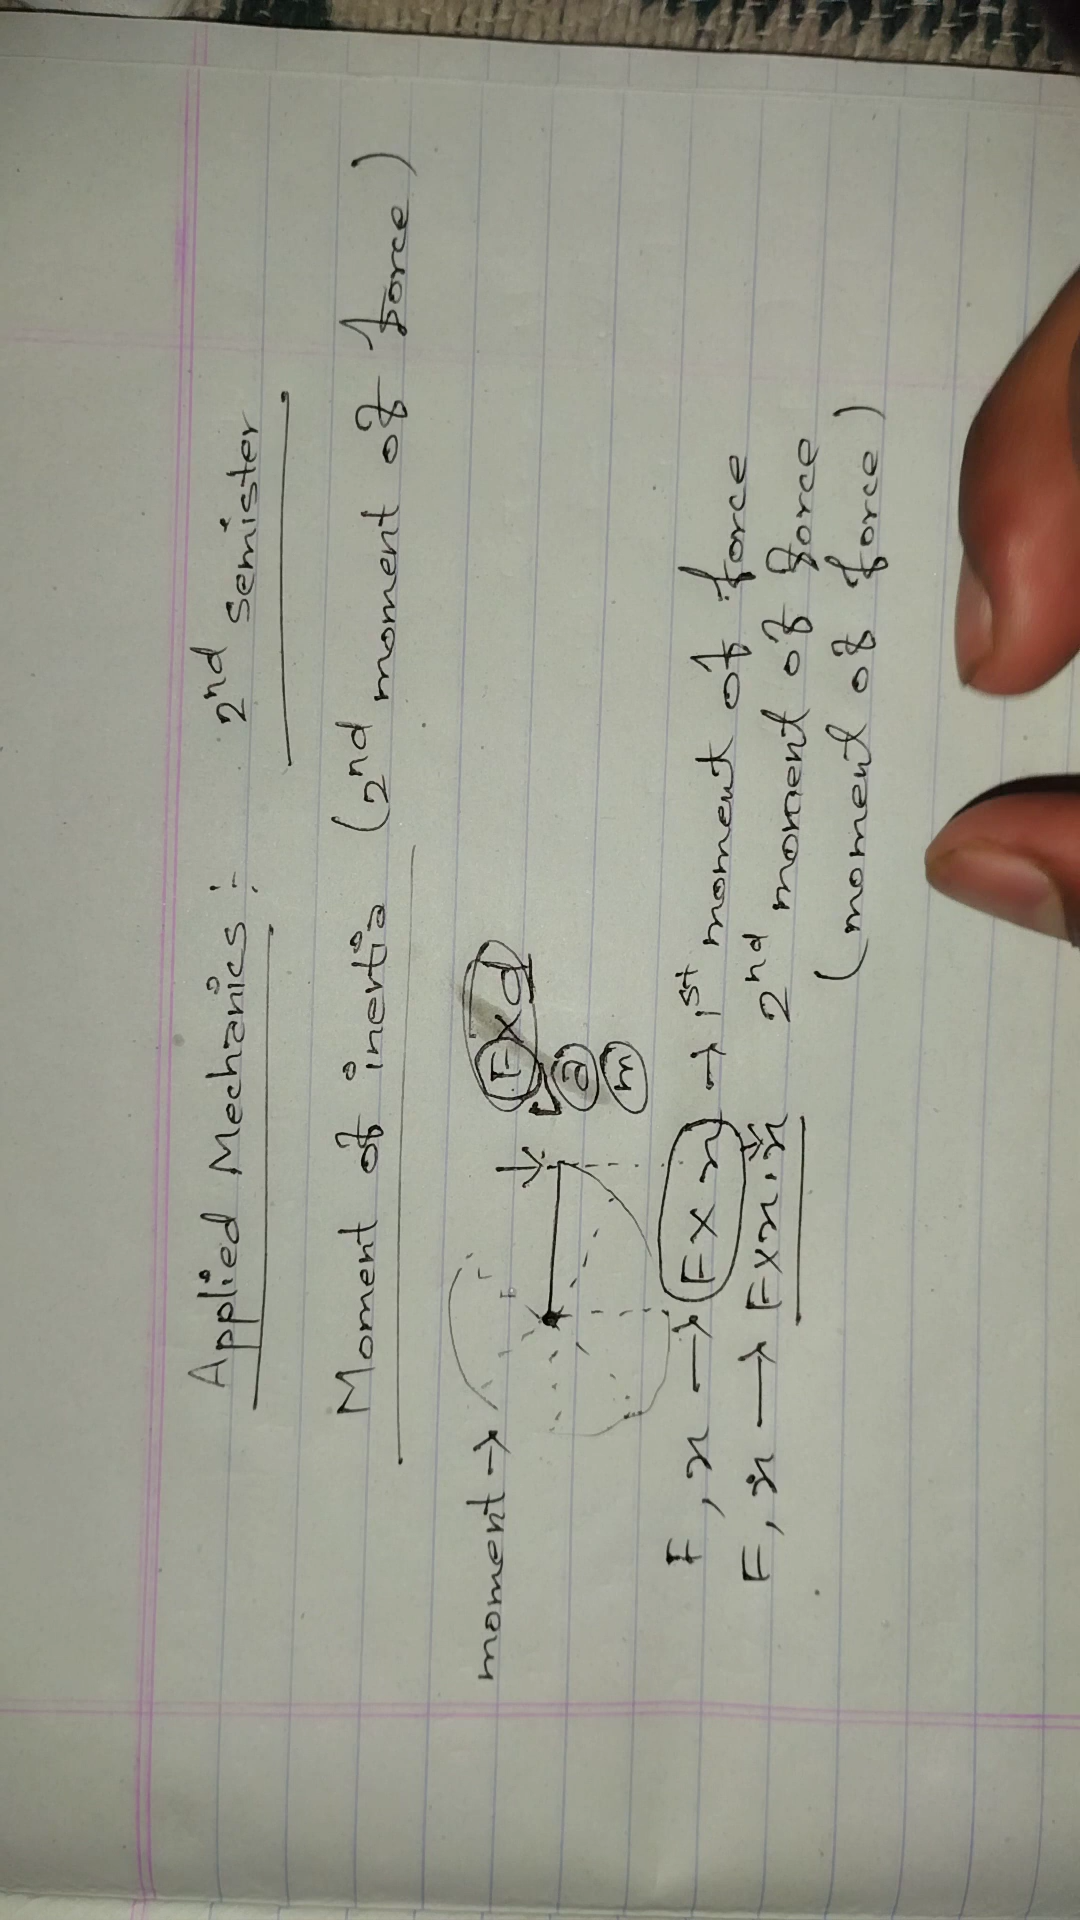 Applied Mechanics :- 2nd semister
Moment of inertia (2nd moment of force)
moment → F x d
a
m
F, x → F x x → 1st moment of force
F, x → F x x . x 2nd moment of force
(moment of force)